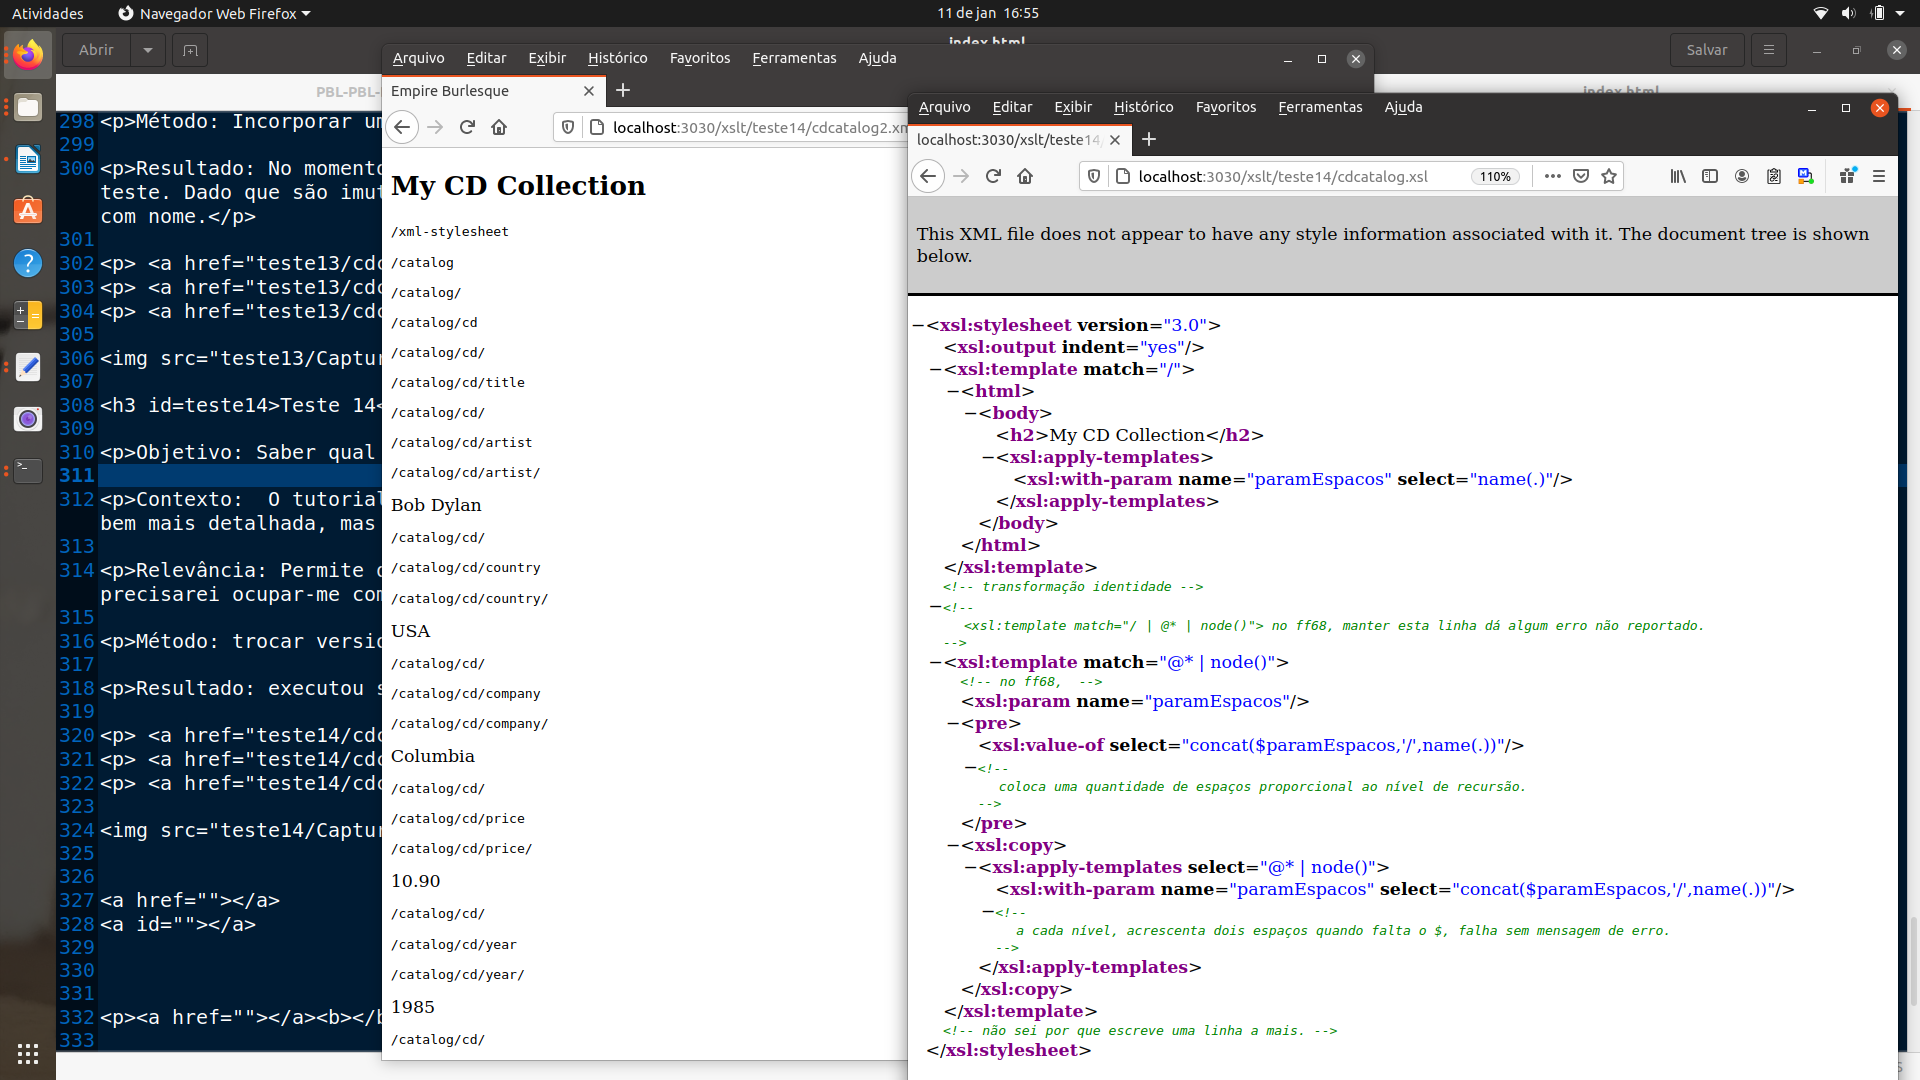 Atividades
Navegador Web Firefox
11 de jan 16:55
Abrir
index.html
Salvar
PBL-PBL-
index.html
298 <p>Método: Incorporar um
299
300 <p>Resultado: No momento
teste. Dado que são imut
com nome.</p>
301
302 <p> <a href="teste13/cdc
303 <p> <a href="teste13/cdc
304 <p> <a href="teste13/cdc
305
306 <img src="teste13/Captur
307
308 <h3 id=teste14>Teste 14<
309
310 <p>Objetivo: Saber qual
311
312 <p>Contexto:  O tutorial
bem mais detalhada, mas
313
314 <p>Relevância: Permite
precisarei ocupar-me com
315
316 <p>Método: trocar versio
317
318 <p>Resultado: executou s
319
320 <p> <a href="teste14/cdc
321 <p> <a href="teste14/cdc
322 <p> <a href="teste14/cdc
323
324 <img src="teste14/Captur
325
326
327 <a href=""></a>
328 <a id=""></a>
329
330
331
332 <p><a href=""></a><b></b
333
Arquivo Editar Exibir Histórico Favoritos Ferramentas Ajuda
Empire Burlesque
localhost:3030/xslt/teste14/cdcatalog2.xm
My CD Collection
/xml-stylesheet
/catalog
/catalog/
/catalog/cd
/catalog/cd/
/catalog/cd/title
/catalog/cd/
/catalog/cd/artist
/catalog/cd/artist/
Bob Dylan
/catalog/cd/
/catalog/cd/country
/catalog/cd/country/
USA
/catalog/cd/
/catalog/cd/company
/catalog/cd/company/
Columbia
/catalog/cd/
/catalog/cd/price
/catalog/cd/price/
10.90
/catalog/cd/
/catalog/cd/year
/catalog/cd/year/
1985
/catalog/cd/
Arquivo Editar Exibir Histórico Favoritos Ferramentas Ajuda
localhost:3030/xslt/teste14/
localhost:3030/xslt/teste14/cdcatalog.xsl 110%
This XML file does not appear to have any style information associated with it. The document tree is shown
below.
−<xsl:stylesheet version="3.0">
<xsl:output indent="yes"/>
−<xsl:template match="/">
−<html>
−<body>
<h2>My CD Collection</h2>
−<xsl:apply-templates>
<xsl:with-param name="paramEspacos" select="name(.)"/>
</xsl:apply-templates>
</body>
</html>
</xsl:template>
<!-- transformação identidade -->
−<!--
<xsl:template match="/ | @* | node()"> no ff68, manter esta linha dá algum erro não reportado.
-->
−<xsl:template match="@* | node()">
<!-- no ff68,  -->
<xsl:param name="paramEspacos"/>
−<pre>
<xsl:value-of select="concat($paramEspacos,'/',name(.))"/>
−<!--
coloca uma quantidade de espaços proporcional ao nível de recursão.
-->
</pre>
−<xsl:copy>
−<xsl:apply-templates select="@* | node()">
<xsl:with-param name="paramEspacos" select="concat($paramEspacos,'/',name(.))"/>
−<!--
a cada nível, acrescenta dois espaços quando falta o $, falha sem mensagem de erro.
-->
</xsl:apply-templates>
</xsl:copy>
</xsl:template>
<!-- não sei por que escreve uma linha a mais. -->
</xsl:stylesheet>